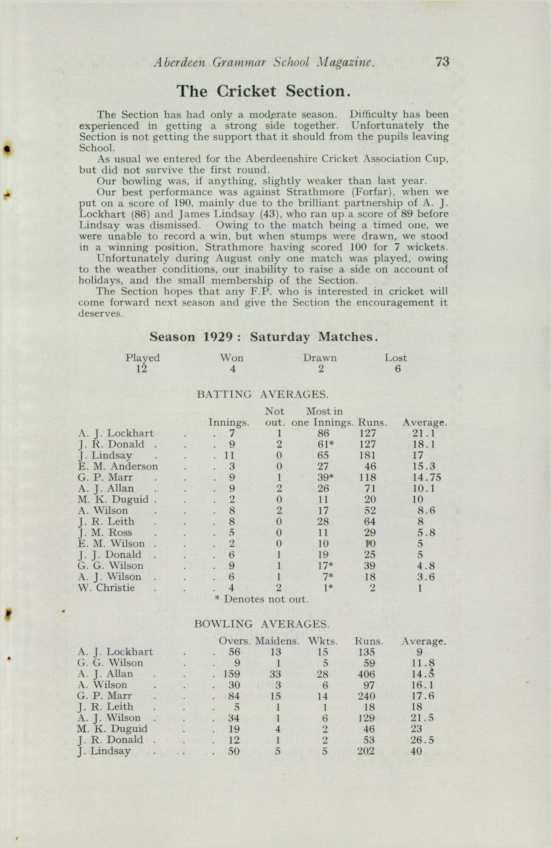 Aberdeen Grammar School Magazine. 73
The Cricket Section.
The Section has had only a moderate season. Difficulty has been
experienced in getting a strong side together. Unfortunately the
Section is not getting the support that it should from the pupils leaving
School.
As usual we entered for the Aberdeenshire Cricket Association Cup,
but did not survive the first round.
Our bowling was, if anything, slightly weaker than last year.
Our best performance was against Strathmore (Forfar), when we
put on a score of 190, mainly due to the brilliant partnership of A. J.
Lockhart (86) and James Lindsay (43), who ran up a score of 89 before
Lindsay was dismissed. Owing to the match being a timed one, we
were unable to record a win, but when stumps were drawn, we stood
in a winning position, Strathmore having scored 100 for 7 wickets.
Unfortunately during August only one match was played, owing
to the weather conditions, our inability to raise a side on account of
holidays, and the small membership of the Section.
The Section hopes that any F.P. who is interested in cricket will
come forward next season and give the Section the encouragement it
deserves.
Season 1929 : Saturday Matches.
Played Won Drawn Lost
12 4 2 6
BATTING AVERAGES.
Not Most in
Innings. out. one Innings. Runs. Average.
A. J. Lockhart . . 7 1 86 127 21.1
J. R. Donald . . . 9 2 61* 127 18.1
J. Lindsay . . . 11 0 65 181 17
E. M. Anderson . . 3 0 27 46 15.3
G. P. Marr . . . 9 1 39* 118 14.75
A. J. Allan . . . 9 2 26 71 10.1
M. K. Duguid . . . 2 0 11 20 10
A. Wilson . . . 8 2 17 52 8.6
J. R. Leith . . . 8 0 28 64 8
J. M. Ross . . . 5 0 11 29 5.8
E. M. Wilson . . . 2 0 10 10 5
J. J. Donald . . . 6 1 19 25 5
G. G. Wilson . . 9 1 17* 39 4.8
A. J. Wilson . . . 6 1 7* 18 3.6
W. Christie . . . 4 2 1* 2 1
* Denotes not out.
BOWLING AVERAGES.
Overs. Maidens. Wkts. Runs. Average.
A. J. Lockhart . . 56 13 15 135 9
G. G. Wilson . . 9 1 5 59 11.8
A. J. Allan . . . 159 33 28 406 14.5
A. Wilson . . . 30 3 6 97 16.1
G. P. Marr . . . 84 15 14 240 17.6
J. R. Leith . . . 5 1 1 18 18
A. J. Wilson . . . 34 1 6 129 21.5
M. K. Duguid . . 19 4 2 46 23
J. R. Donald . . . 12 1 2 53 26.5
J. Lindsay . . . 50 5 5 202 40